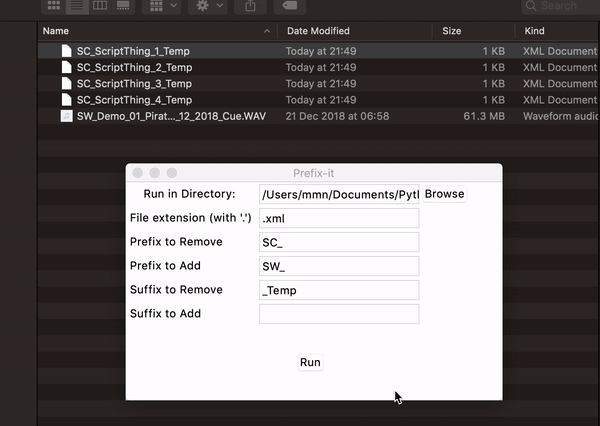 Search
Name Date Modified Size Kind
SC_ScriptThing_1_Temp Today at 21:49 1 KB XML Document
SC_ScriptThing_2_Temp Today at 21:49 1 KB XML Document
SC_ScriptThing_3_Temp Today at 21:49 1 KB XML Document
SC_ScriptThing_4_Temp Today at 21:49 1 KB XML Document
SW_Demo_01_Pirat..._12_2018_Cue.WAV 21 Dec 2018 at 06:58 61.3 MB Waveform audio
Prefix-it
Run in Directory: /Users/mmn/Documents/Pyt Browse
File extension (with '.') .xml
Prefix to Remove SC_
Prefix to Add SW_
Suffix to Remove _Temp
Suffix to Add
Run